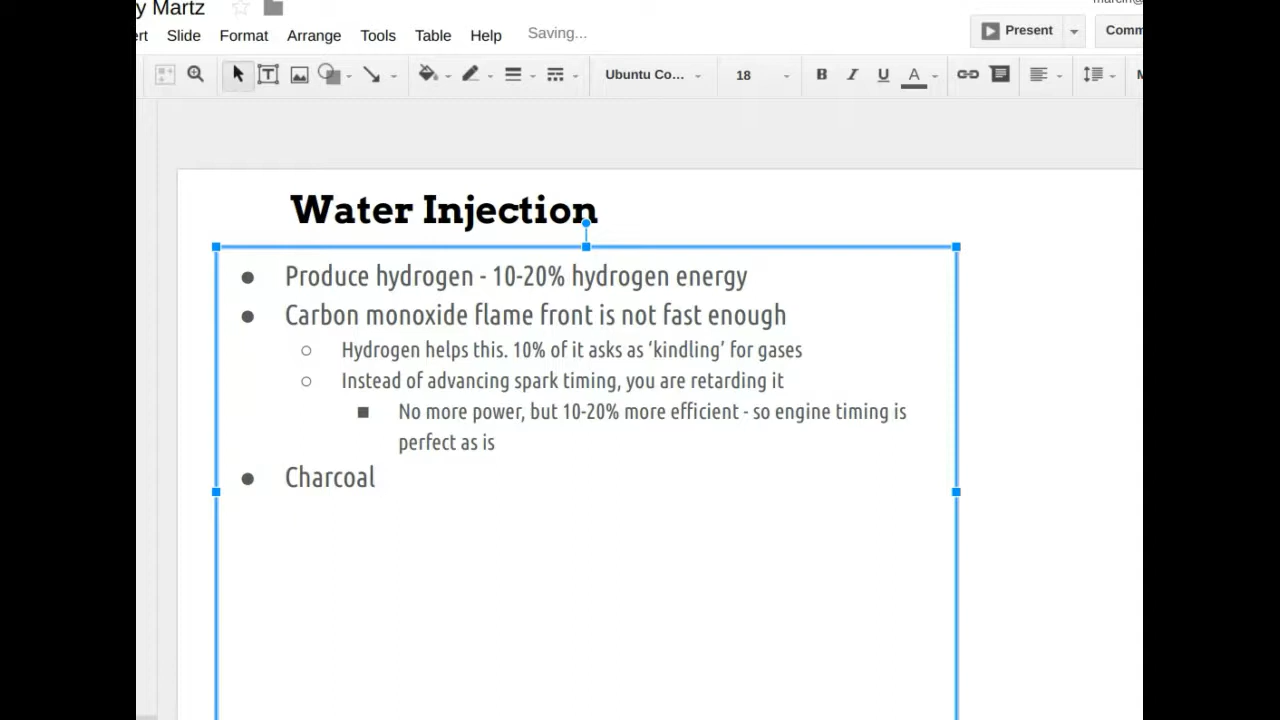 y Martz
ert Slide Format Arrange Tools Table Help Saving...
Present
Comm
Ubuntu Co... 18 B I U A
Water Injection
● Produce hydrogen - 10-20% hydrogen energy
● Carbon monoxide flame front is not fast enough
○ Hydrogen helps this. 10% of it asks as ‘kindling’ for gases
○ Instead of advancing spark timing, you are retarding it
■ No more power, but 10-20% more efficient - so engine timing is
perfect as is
● Charcoal